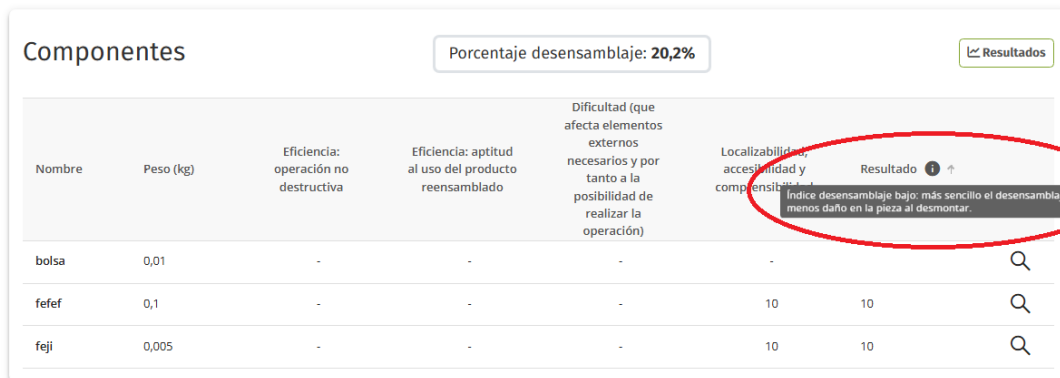 Componentes
Porcentaje desensamblaje: 20,2%
Resultados
Nombre
Peso (kg)
Eficiencia:
operación no
destructiva
Eficiencia: aptitud
al uso del producto
reensamblado
Dificultad (que
afecta elementos
externos
necesarios y por
tanto a la
posibilidad de
realizar la
operación)
Localizabilidad,
accesibilidad y
comprensibilidad
Resultado
Índice desensamblaje bajo: más sencillo el desensambla
menos daño en la pieza al desmontar.
bolsa 0,01 - - - -
fefef 0,1 - - - 10 10
feji 0,005 - - - 10 10